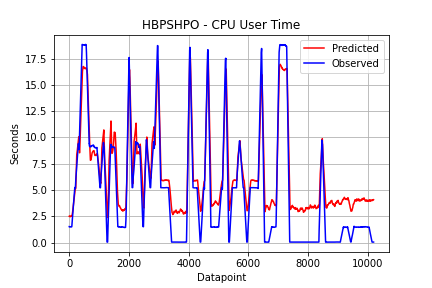 HBPSHPO - CPU User Time
Predicted
Observed
Seconds
17.5
15.0
12.5
10.0
7.5
5.0
2.5
0.0
0 2000 4000 6000 8000 10000
Datapoint